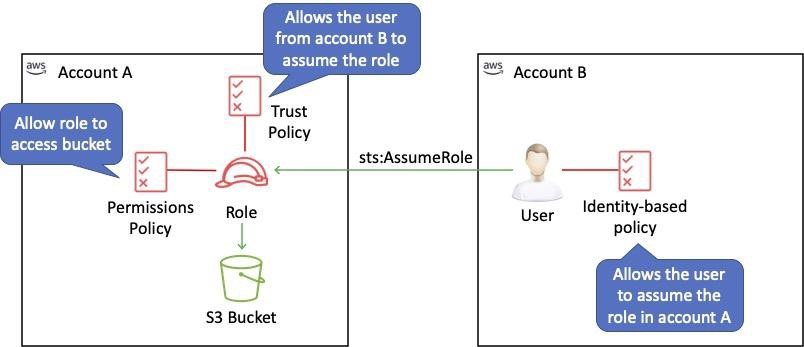 Allows the user
from account B to
assume the role
aws
Account A
Trust
Policy
Allow role to
access bucket
Permissions
Policy
Role
S3 Bucket
sts:AssumeRole
aws
Account B
User
Identity-based
policy
Allows the user
to assume the
role in account A